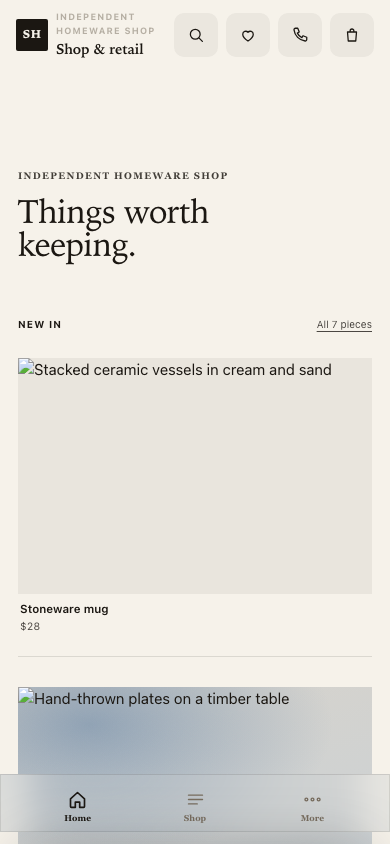 SH
INDEPENDENT
HOMEWARE SHOP
Shop & retail
INDEPENDENT HOMEWARE SHOP
Things worth
keeping.
NEW IN
All 7 pieces
Stacked ceramic vessels in cream and sand
Stoneware mug
$28
Hand-thrown plates on a timber table
Home
Shop
More